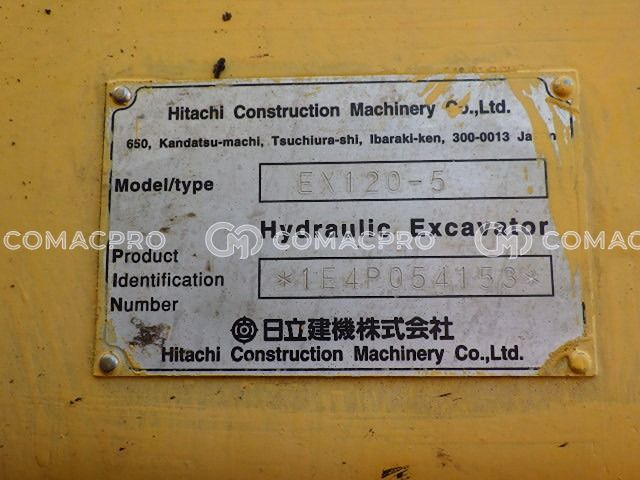 Hitachi Construction Machinery Co.,Ltd.
650, Kandatsu-machi, Tsuchiura-shi, Ibaraki-ken, 300-0013 Japan
Model/type EX120-5
Hydraulic Excavator
COMACPRO COMACPRO COMACPRO
Product
Identification *1E4P054153*
Number
日立建機株式会社
Hitachi Construction Machinery Co.,Ltd.